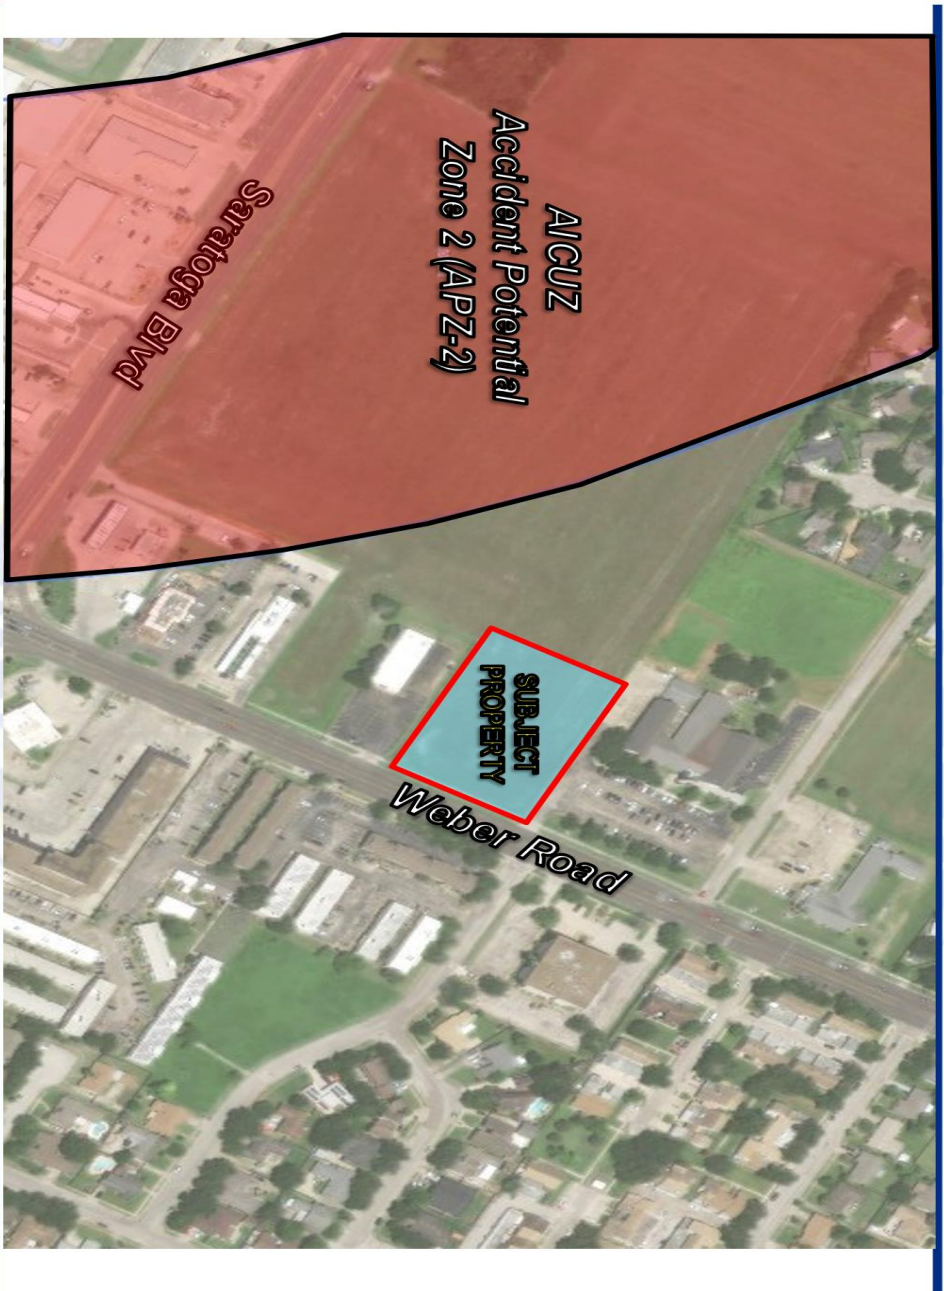 AICUZ
Accident Potential
Zone 2 (APZ-2)
Saratoga Blvd
SUBJECT
PROPERTY
Weber Road